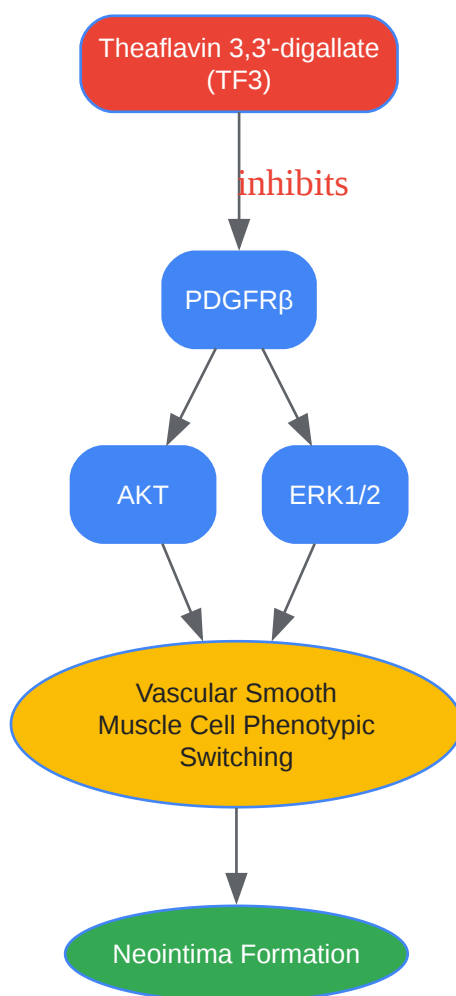 Theaflavin 3,3'-digallate
(TF3)
inhibits
PDGFRβ
AKT
ERK1/2
Vascular Smooth
Muscle Cell Phenotypic
Switching
Neointima Formation